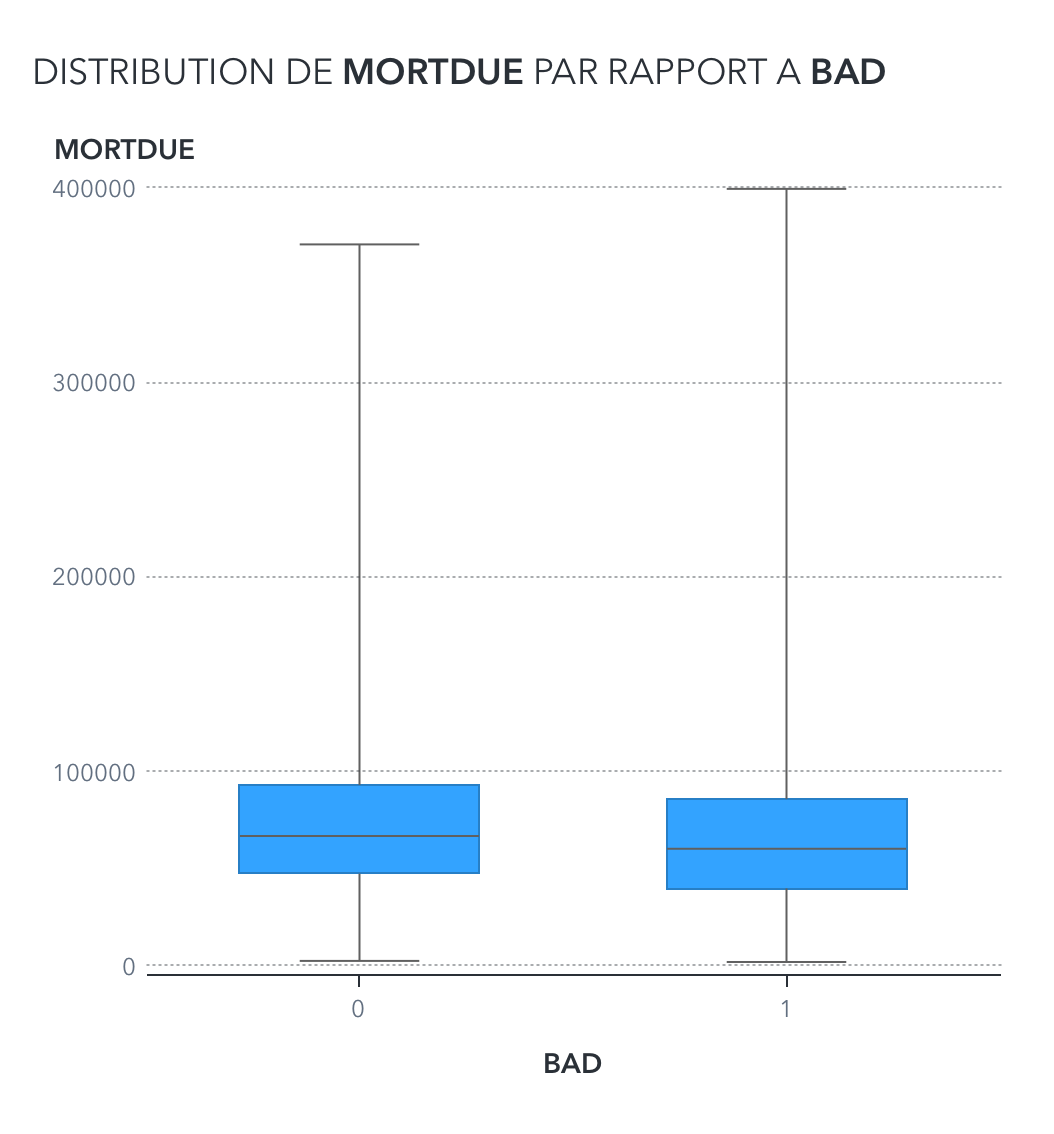 DISTRIBUTION DE MORTDUE PAR RAPPORT A BAD
MORTDUE
400000
300000
200000
100000
0
0 1
BAD